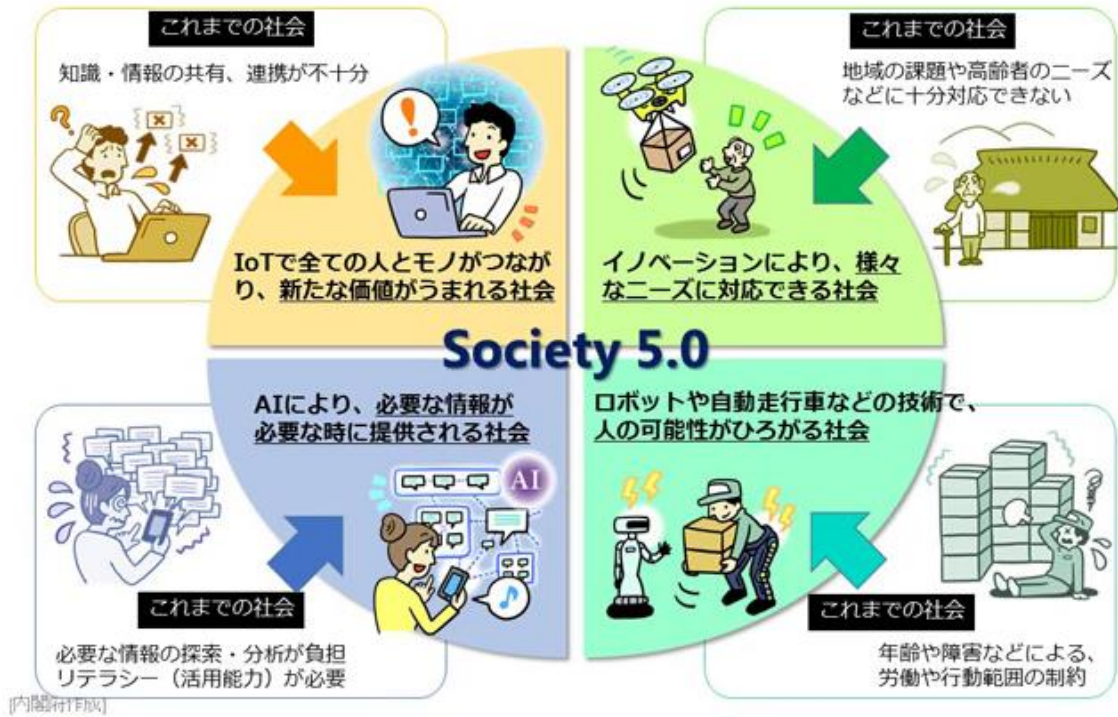 これまでの社会
知識・情報の共有、連携が不十分
IoTで全ての人とモノがつなが
り、新たな価値がうまれる社会
これまでの社会
地域の課題や高齢者のニーズ
などに十分対応できない
イノベーションにより、様々
なニーズに対応できる社会
Society 5.0
AIにより、必要な情報が
必要な時に提供される社会
AI
これまでの社会
必要な情報の探索・分析が負担
リテラシー（活用能力）が必要
ロボットや自動走行車などの技術で、
人の可能性がひろがる社会
これまでの社会
年齢や障害などによる、
労働や行動範囲の制約
[内閣府作成]